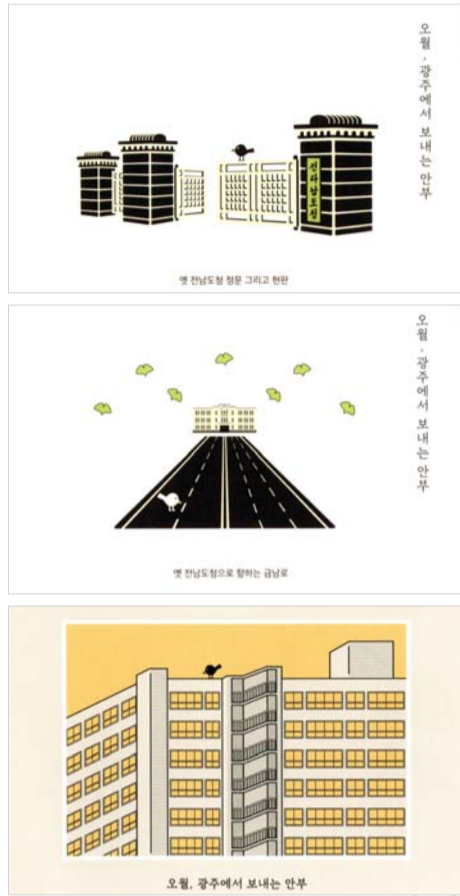 오월, 광주에서 보내는 안부
전라남도청
옛 전남도청 정문 그리고 현판
오월, 광주에서 보내는 안부
옛 전남도청으로 향하는 금남로
오월, 광주에서 보내는 안부